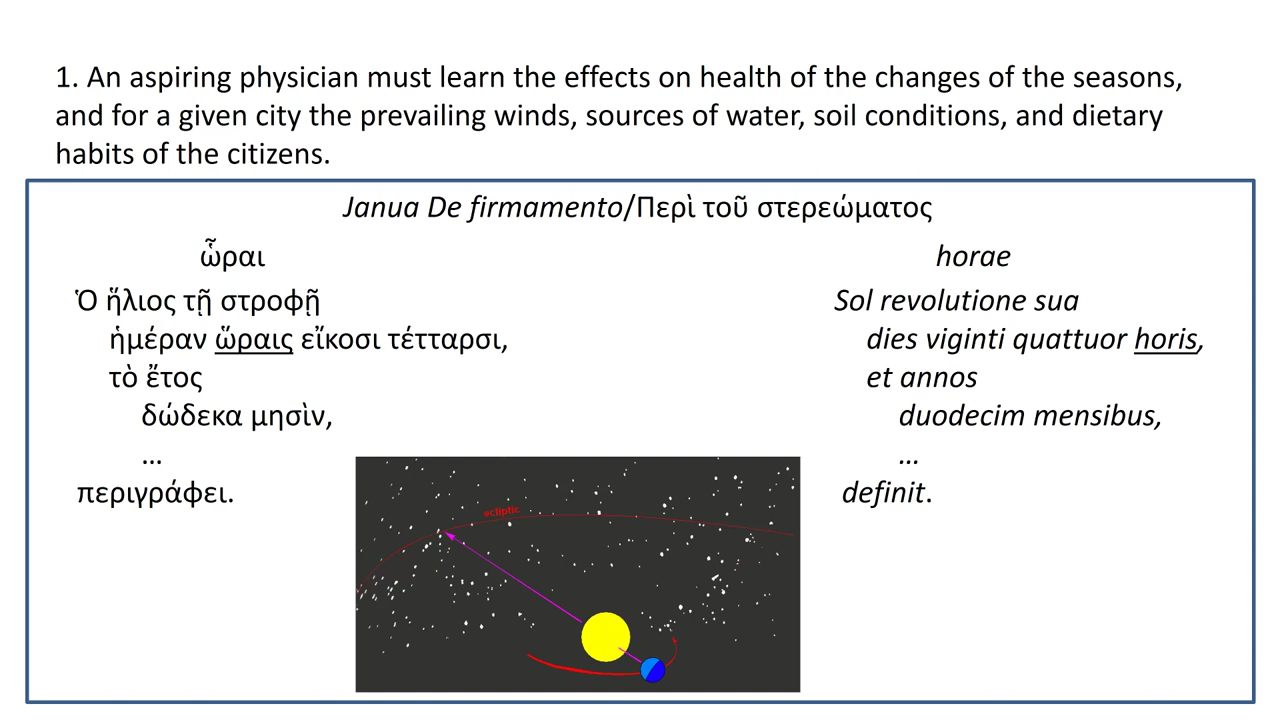 1. An aspiring physician must learn the effects on health of the changes of the seasons,
and for a given city the prevailing winds, sources of water, soil conditions, and dietary
habits of the citizens.
Janua De firmamento/Περὶ τοῦ στερεώματος
ὧραι
Ὁ ἥλιος τῇ στροφῇ
ἡμέραν ὥραις εἴκοσι τέτταρσι,
τὸ ἔτος
δώδεκα μησὶν,
...
περιγράφει.
horae
Sol revolutione sua
dies viginti quattuor horis,
et annos
duodecim mensibus,
...
definit.
ecliptic